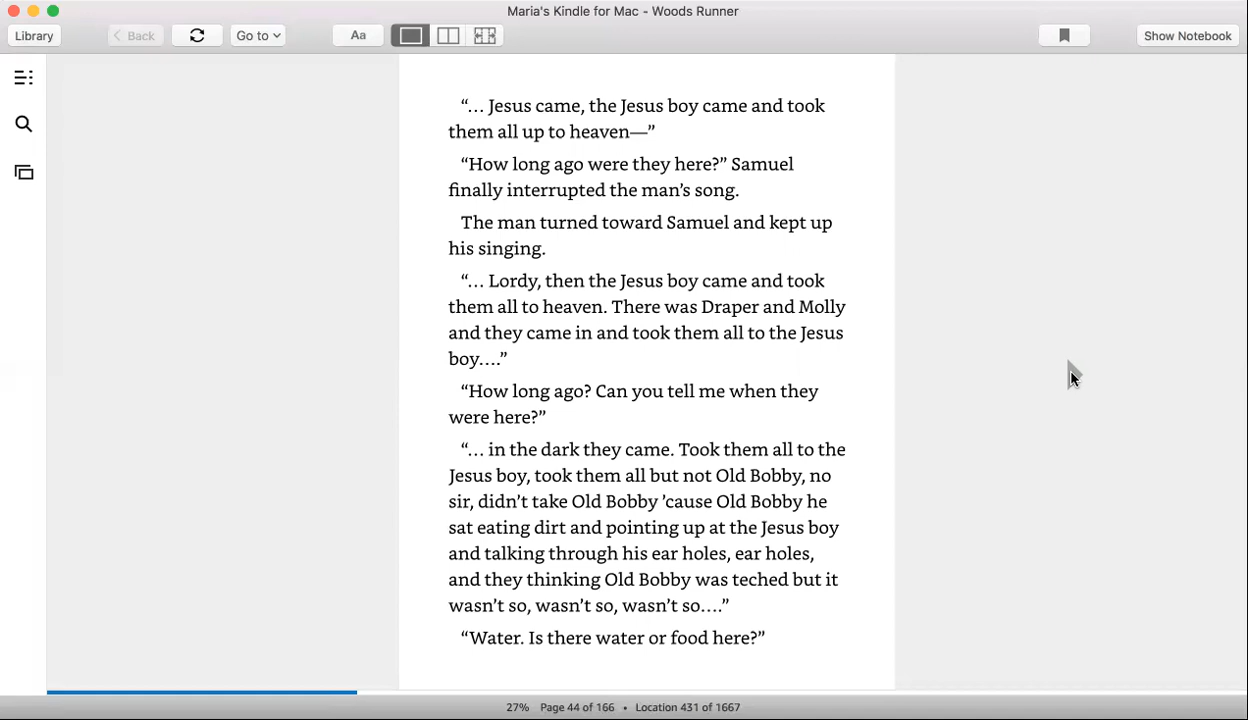 Maria's Kindle for Mac - Woods Runner
Library
Back
Go to
Aa
Show Notebook
“… Jesus came, the Jesus boy came and took
them all up to heaven—”
“How long ago were they here?” Samuel
finally interrupted the man’s song.
The man turned toward Samuel and kept up
his singing.
“… Lordy, then the Jesus boy came and took
them all to heaven. There was Draper and Molly
and they came in and took them all to the Jesus
boy….”
“How long ago? Can you tell me when they
were here?”
“… in the dark they came. Took them all to the
Jesus boy, took them all but not Old Bobby, no
sir, didn’t take Old Bobby ’cause Old Bobby he
sat eating dirt and pointing up at the Jesus boy
and talking through his ear holes, ear holes,
and they thinking Old Bobby was teched but it
wasn’t so, wasn’t so, wasn’t so….”
“Water. Is there water or food here?”
27% Page 44 of 166 • Location 431 of 1667